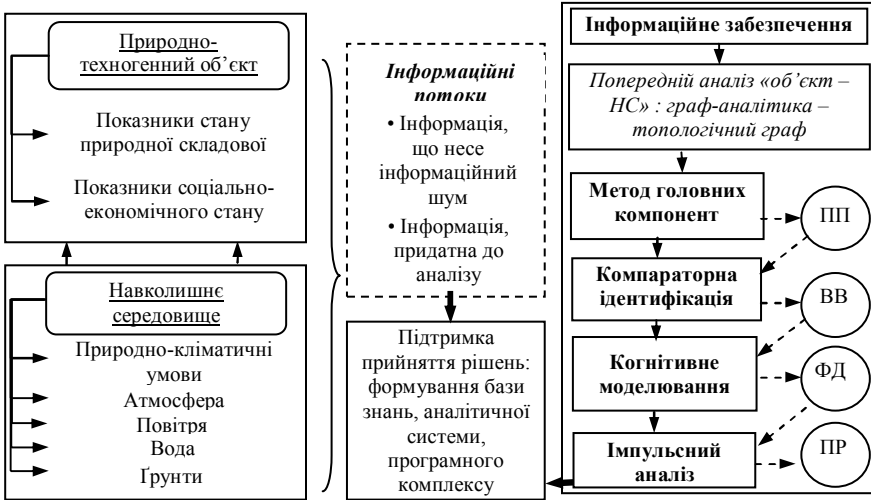 Природно-
техногенний об’єкт
Показники стану
природної складової
Показники соціально-
економічного стану
Навколишнє
середовище
Природно-кліматичні
умови
Атмосфера
Повітря
Вода
Ґрунти
Інформаційні
потоки
• Інформація,
що несе
інформаційний
шум
• Інформація,
придатна до
аналізу
Підтримка
прийняття рішень:
формування бази
знань, аналітичної
системи,
програмного
комплексу
Інформаційне забезпечення
Попередній аналіз «об’єкт –
НС» : граф-аналітика –
топологічний граф
Метод головних
компонент
ПП
Компараторна
ідентифікація
ВВ
Когнітивне
моделювання
ФД
Імпульсний
аналіз
ПР